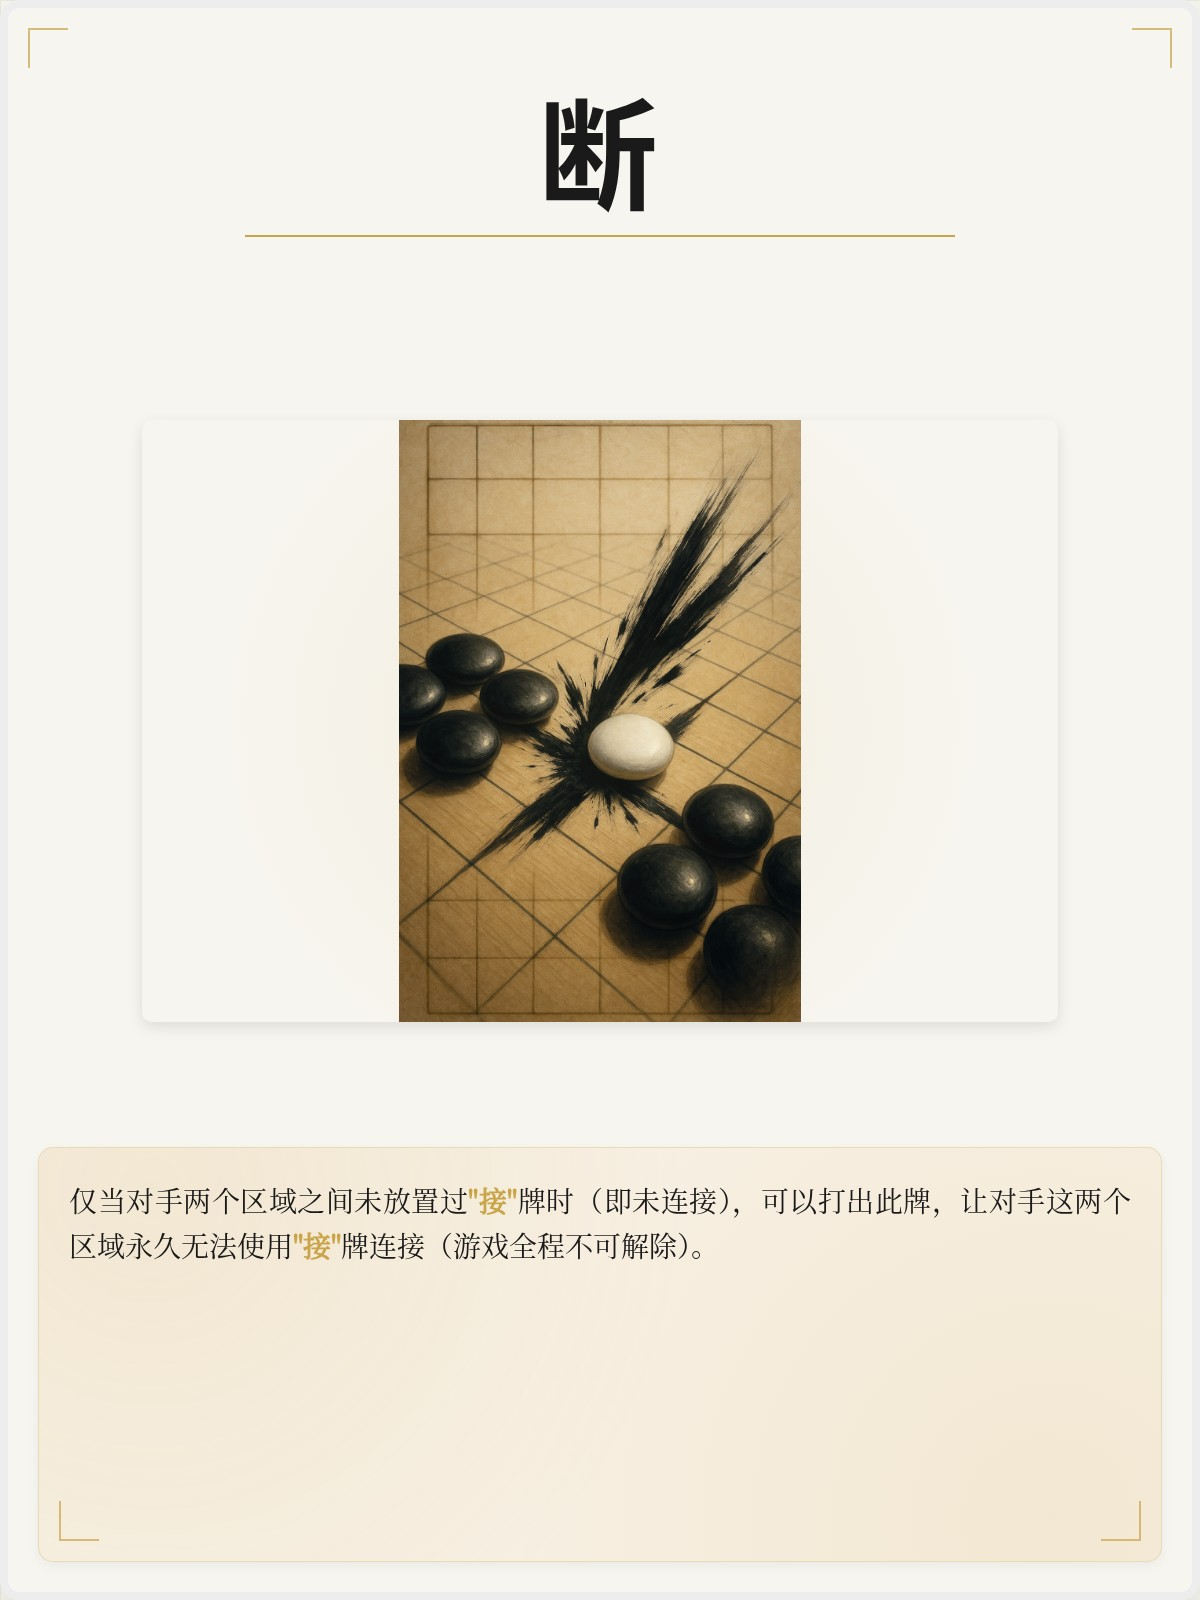 断
仅当对手两个区域之间未放置过"接"牌时（即未连接），可以打出此牌，让对手这两个
区域永久无法使用"接"牌连接（游戏全程不可解除）。